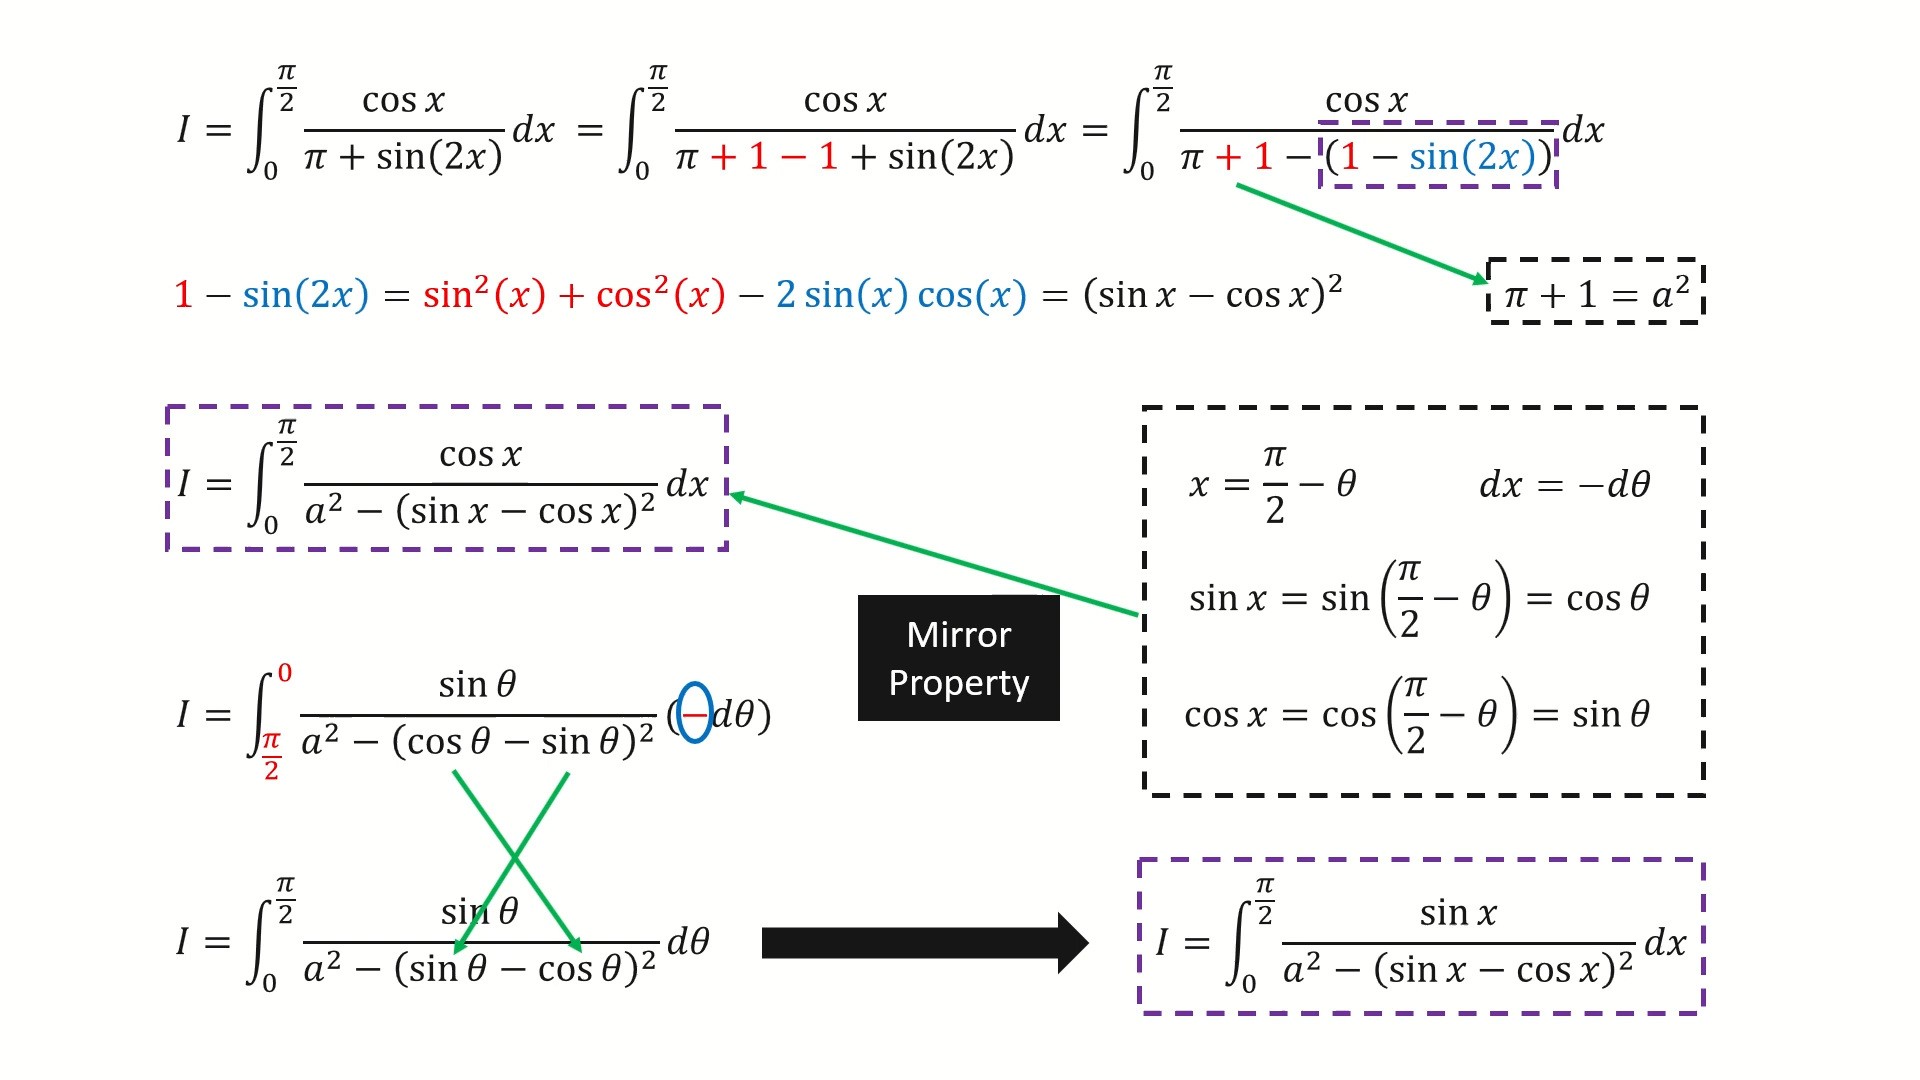 I = ∫₀^(π/2) cos x / (π + sin(2x)) dx = ∫₀^(π/2) cos x / (π + 1 − 1 + sin(2x)) dx = ∫₀^(π/2) cos x / (π + 1 − (1 − sin(2x))) dx
1 − sin(2x) = sin²(x) + cos²(x) − 2 sin(x) cos(x) = (sin x − cos x)²
π + 1 = a²
I = ∫₀^(π/2) cos x / (a² − (sin x − cos x)²) dx
x = π/2 − θ dx = −dθ
sin x = sin(π/2 − θ) = cos θ
cos x = cos(π/2 − θ) = sin θ
Mirror
Property
I = ∫_(π/2)^0 sin θ / (a² − (cos θ − sin θ)²) (−dθ)
I = ∫₀^(π/2) sin θ / (a² − (sin θ − cos θ)²) dθ
I = ∫₀^(π/2) sin x / (a² − (sin x − cos x)²) dx